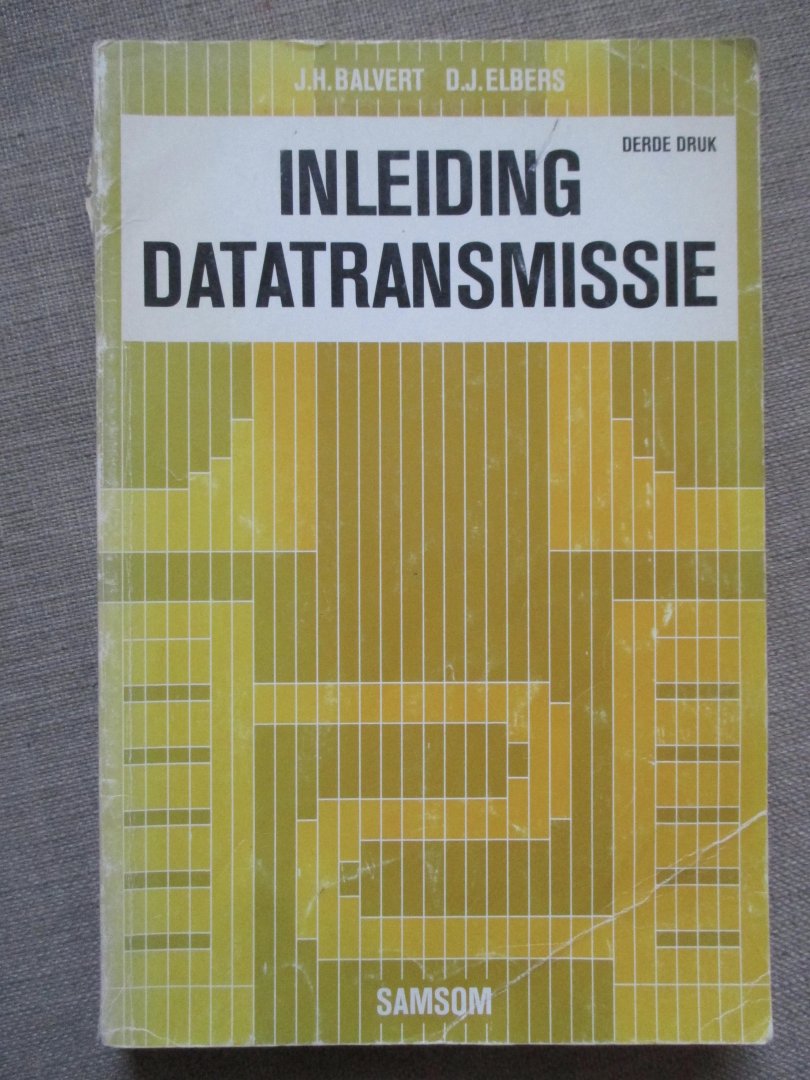 J.H. BALVERT D.J. ELBERS
DERDE DRUK
INLEIDING
DATATRANSMISSIE
SAMSOM